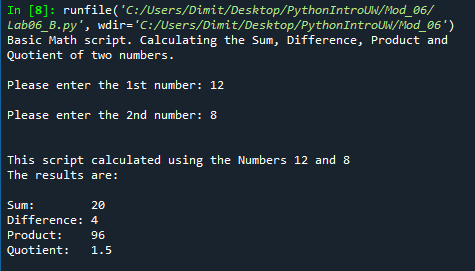 In [8]: runfile('C:/Users/Dimit/Desktop/PythonIntroUW/Mod_06/
Lab06_B.py', wdir='C:/Users/Dimit/Desktop/PythonIntroUW/Mod_06')
Basic Math script. Calculating the Sum, Difference, Product and
Quotient of two numbers.
Please enter the 1st number: 12
Please enter the 2nd number: 8
This script calculated using the Numbers 12 and 8
The results are:
Sum: 20
Difference: 4
Product: 96
Quotient: 1.5